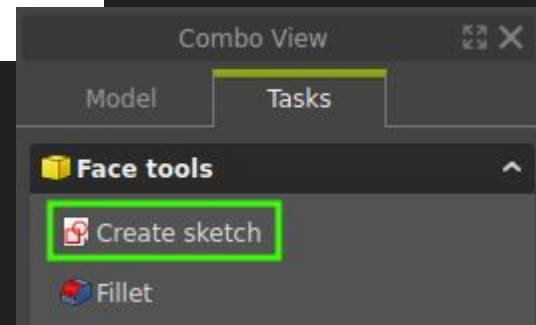 Combo View
Model Tasks
Face tools
Create sketch
Fillet